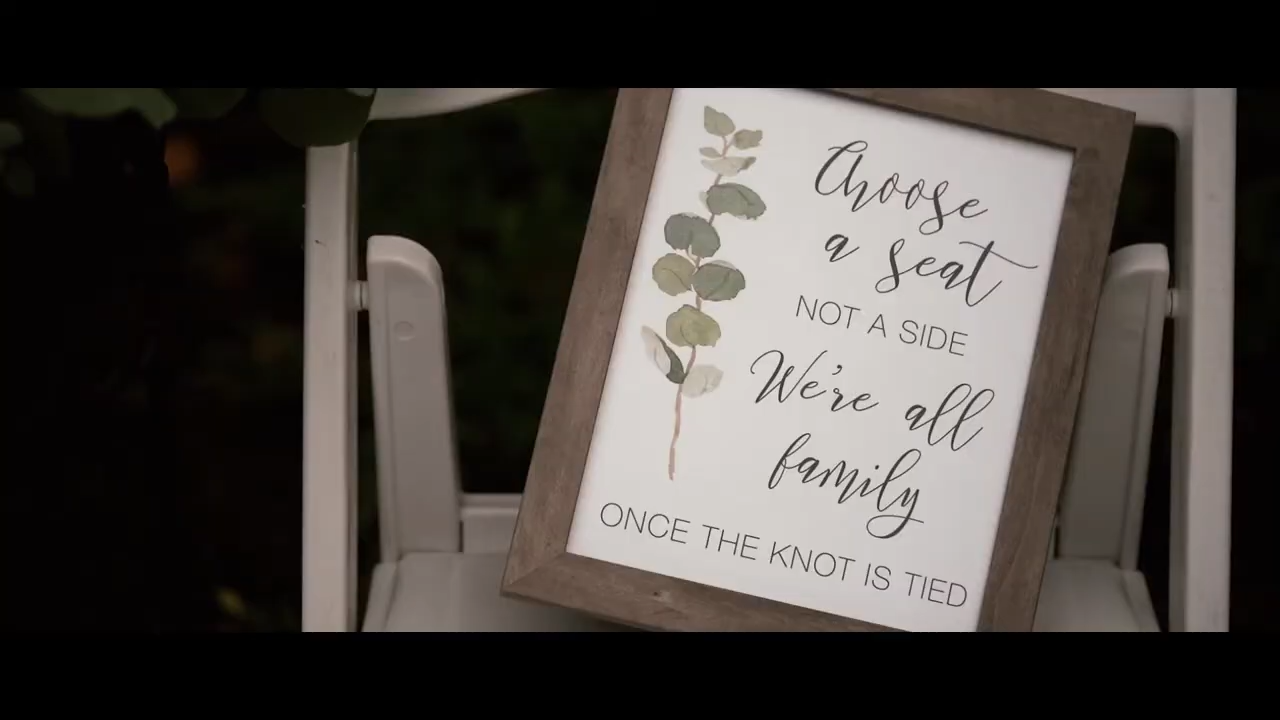 Choose
a seat
NOT A SIDE
We're all
family
ONCE THE KNOT IS TIED